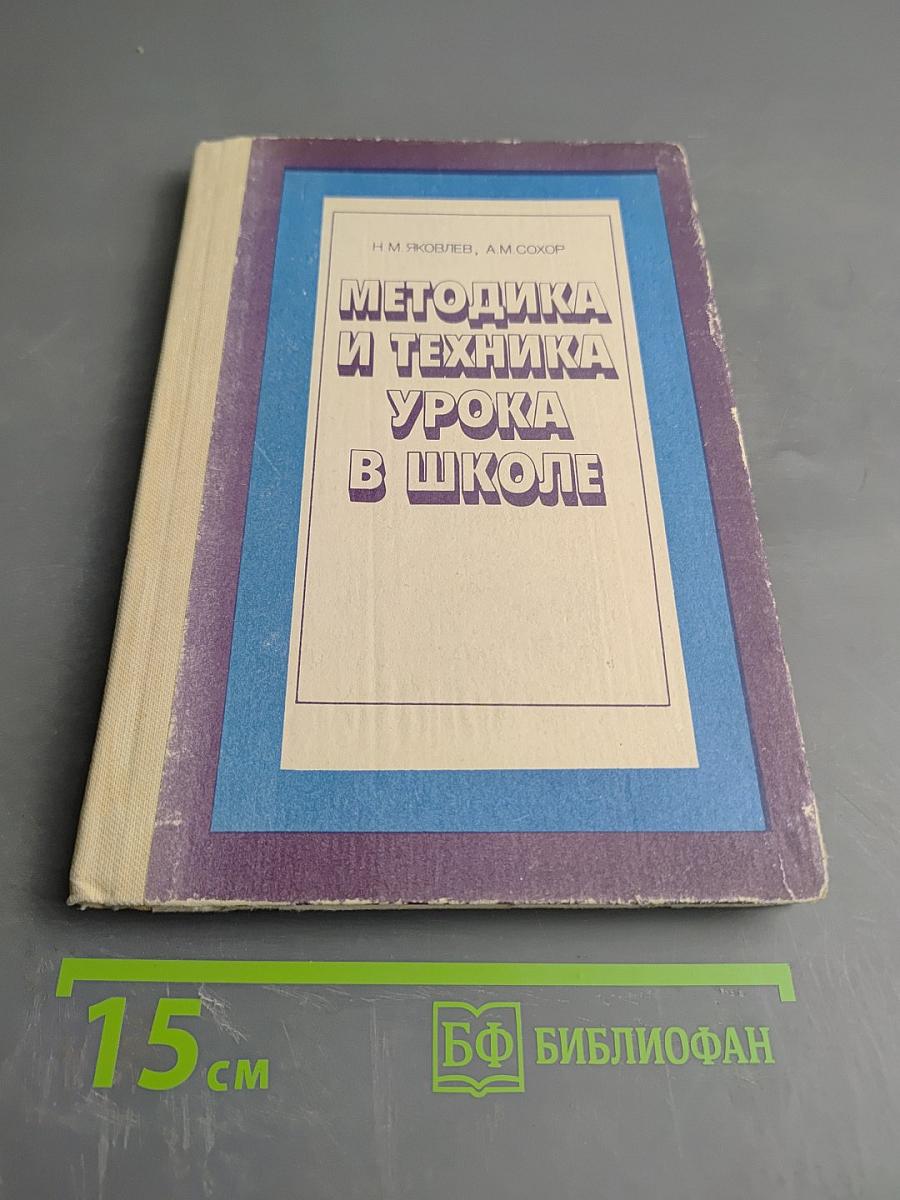 Н.М. ЯКОВЛЕВ, А.М. СОХОР
МЕТОДИКА
И ТЕХНИКА
УРОКА
В ШКОЛЕ
15 см
БФ БИБЛИОФАН